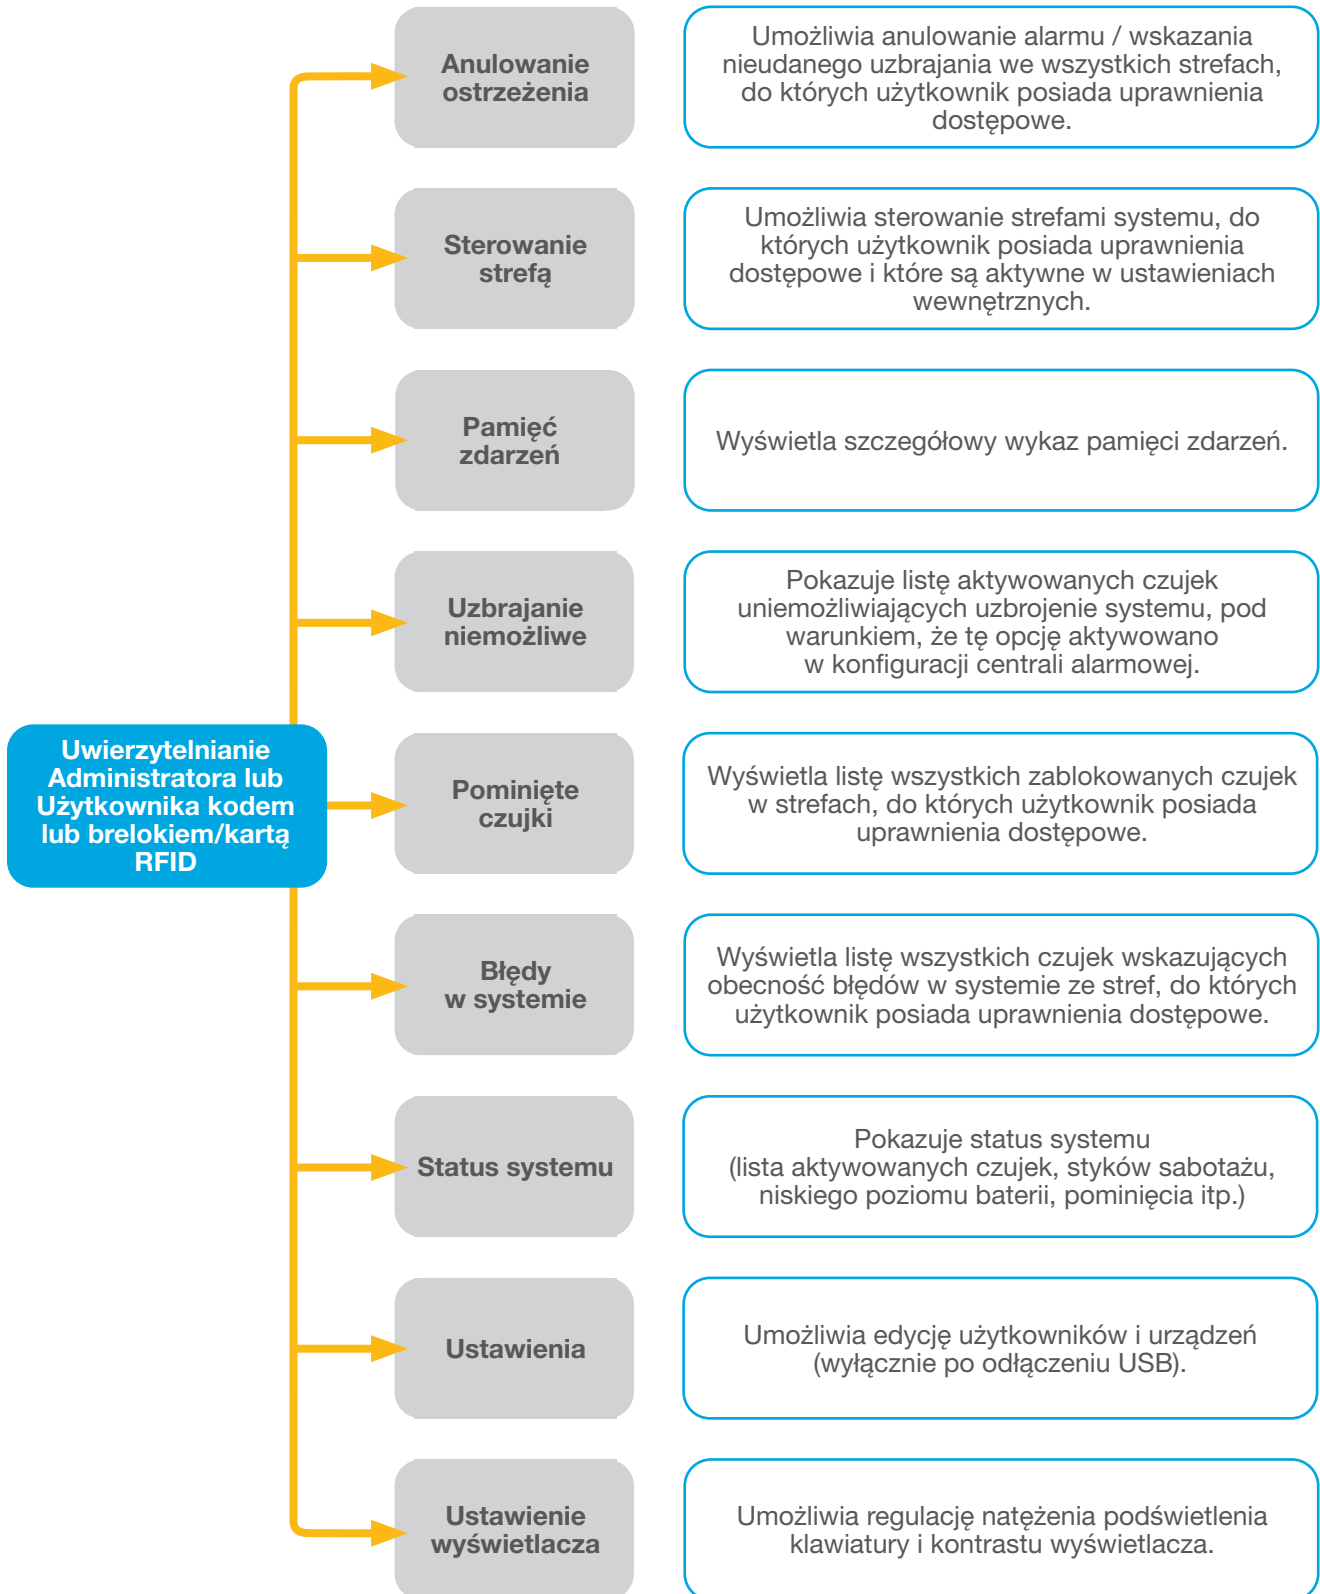 Anulowanie
ostrzeżenia
Umożliwia anulowanie alarmu / wskazania
nieudanego uzbrajania we wszystkich strefach,
do których użytkownik posiada uprawnienia
dostępowe.
Sterowanie
strefą
Umożliwia sterowanie strefami systemu, do
których użytkownik posiada uprawnienia
dostępowe i które są aktywne w ustawieniach
wewnętrznych.
Pamięć
zdarzeń
Wyświetla szczegółowy wykaz pamięci zdarzeń.
Uzbrajanie
niemożliwe
Pokazuje listę aktywowanych czujek
uniemożliwiających uzbrojenie systemu, pod
warunkiem, że tę opcję aktywowano
w konfiguracji centrali alarmowej.
Uwierzytelnianie
Administratora lub
Użytkownika kodem
lub brelokiem/kartą
RFID
Pominięte
czujki
Wyświetla listę wszystkich zablokowanych czujek
w strefach, do których użytkownik posiada
uprawnienia dostępowe.
Błędy
w systemie
Wyświetla listę wszystkich czujek wskazujących
obecność błędów w systemie ze stref, do których
użytkownik posiada uprawnienia dostępowe.
Status systemu
Pokazuje status systemu
(lista aktywowanych czujek, styków sabotażu,
niskiego poziomu baterii, pominięcia itp.)
Ustawienia
Umożliwia edycję użytkowników i urządzeń
(wyłącznie po odłączeniu USB).
Ustawienie
wyświetlacza
Umożliwia regulację natężenia podświetlenia
klawiatury i kontrastu wyświetlacza.